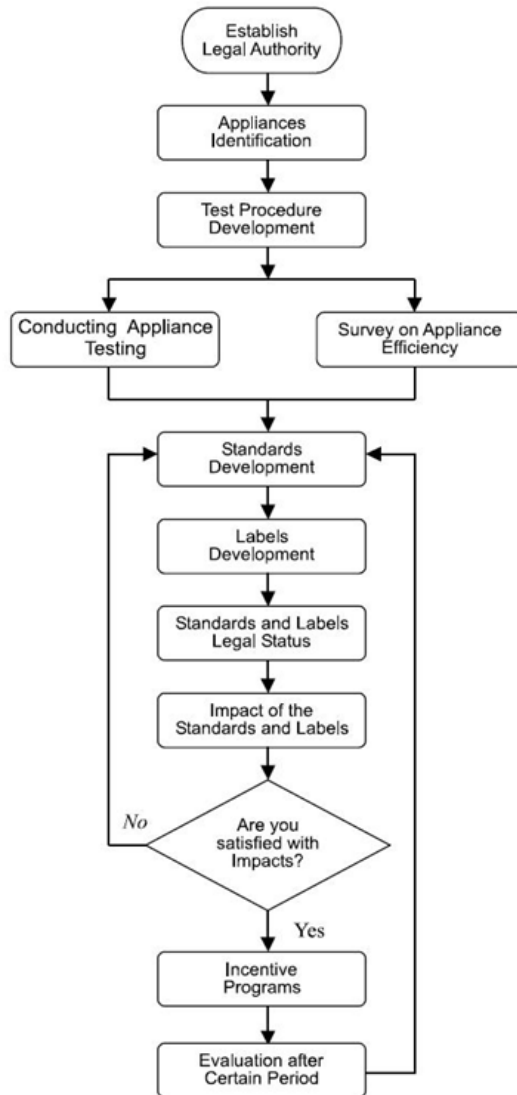 Establish
Legal Authority
Appliances
Identification
Test Procedure
Development
Conducting Appliance
Testing
Survey on Appliance
Efficiency
Standards
Development
Labels
Development
Standards and Labels
Legal Status
Impact of the
Standards and Labels
No
Are you
satisfied with
Impacts?
Yes
Incentive
Programs
Evaluation after
Certain Period